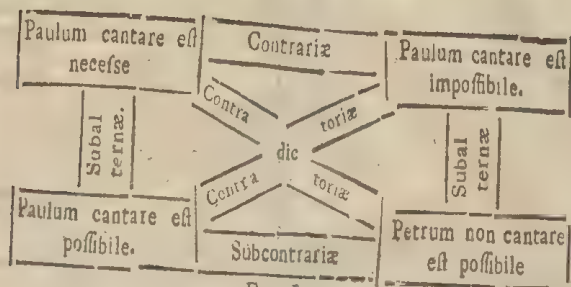 Paulum cantare eſt
neceſſe
Contrariæ
Paulum cantare eſt
impoſſibile.
Contra
toriæ
Subal
ternæ.
dic
Subal
ternæ
Contra
toriæ
Paulum cantare eſt
poſſibile.
Subcontrariæ
Petrum non cantare
eſt poſſibile